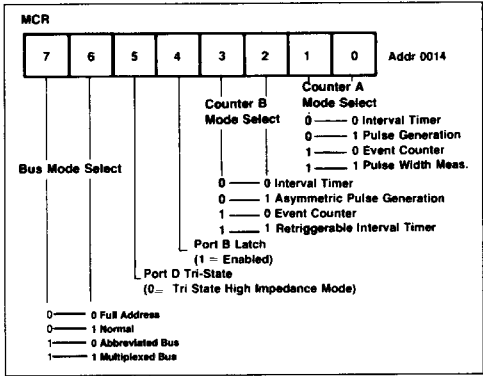 MCR
7 6 5 4 3 2 1 0 Addr 0014
Counter A
Mode Select
0 0 Interval Timer
0 1 Pulse Generation
1 0 Event Counter
1 1 Pulse Width Meas.
Counter B
Mode Select
0 0 Interval Timer
0 1 Asymmetric Pulse Generation
1 0 Event Counter
1 1 Retriggerable Interval Timer
Port B Latch
(1 = Enabled)
Port D Tri-State
(0= Tri State High Impedance Mode)
Bus Mode Select
0 0 Full Address
0 1 Normal
1 0 Abbreviated Bus
1 1 Multiplexed Bus